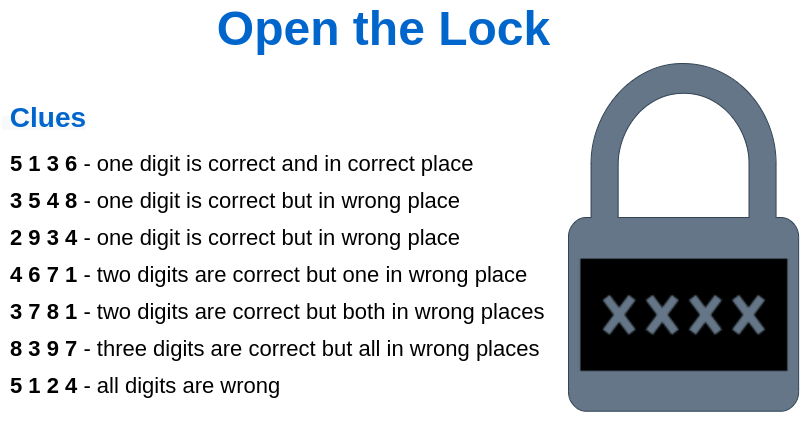 Open the Lock
Clues
5 1 3 6 - one digit is correct and in correct place
3 5 4 8 - one digit is correct but in wrong place
2 9 3 4 - one digit is correct but in wrong place
4 6 7 1 - two digits are correct but one in wrong place
3 7 8 1 - two digits are correct but both in wrong places
8 3 9 7 - three digits are correct but all in wrong places
5 1 2 4 - all digits are wrong
X X X X